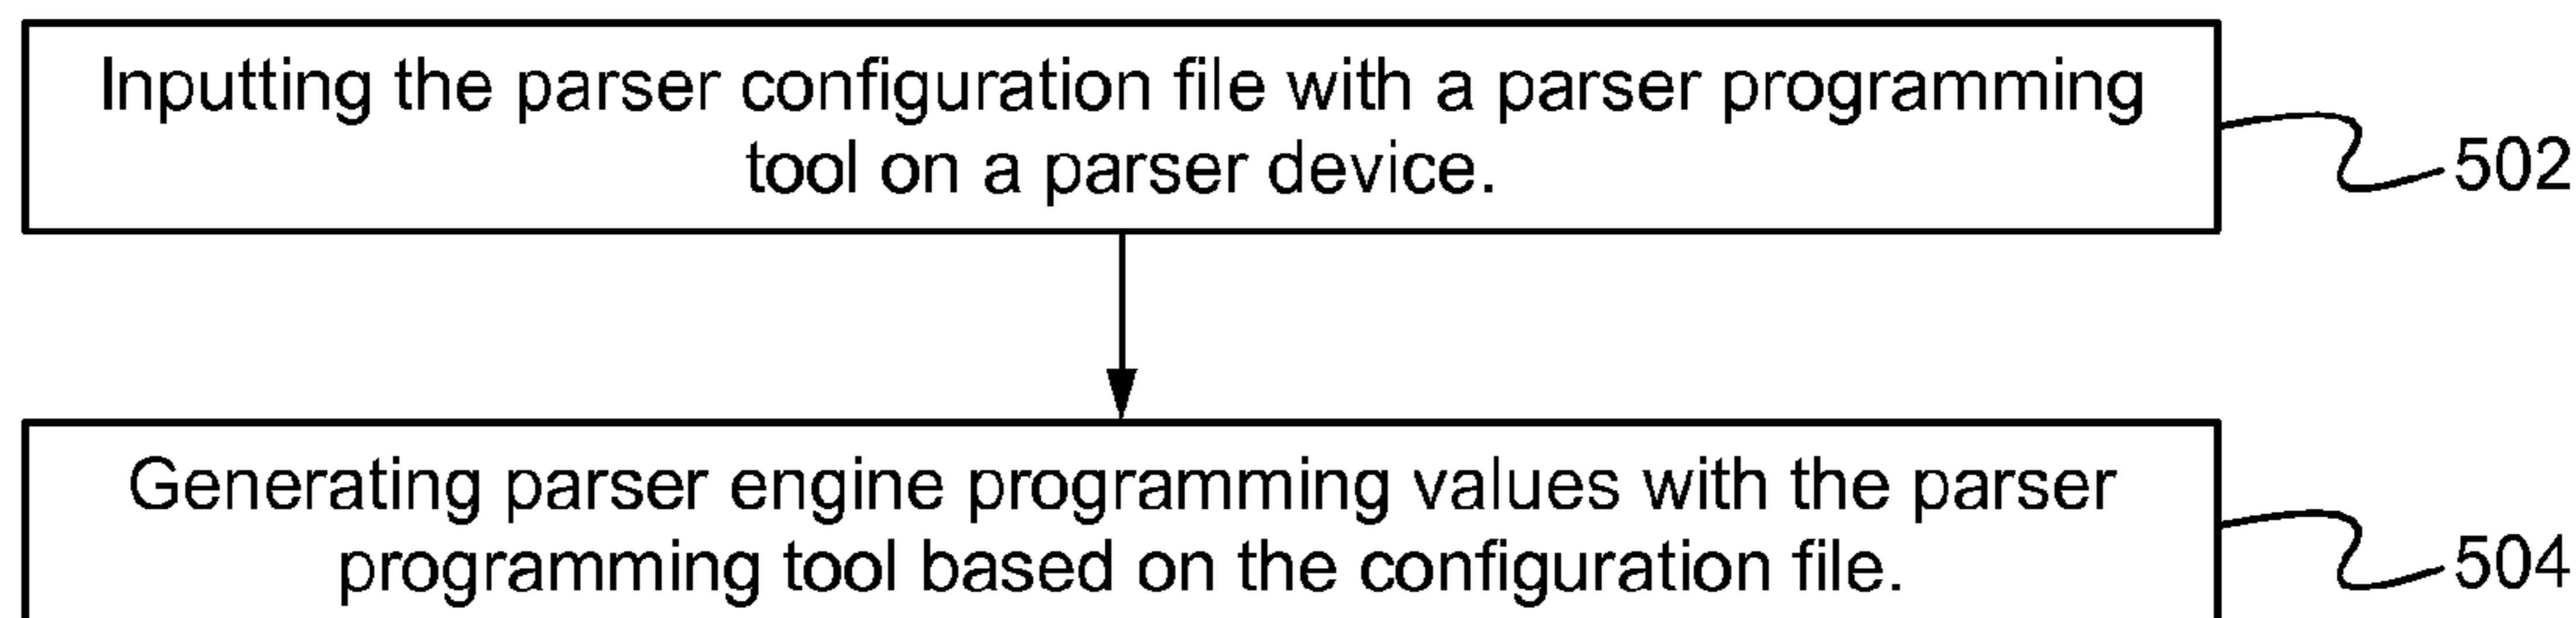 Inputting the parser configuration file with a parser programming
tool on a parser device.
502
Generating parser engine programming values with the parser
programming tool based on the configuration file.
504